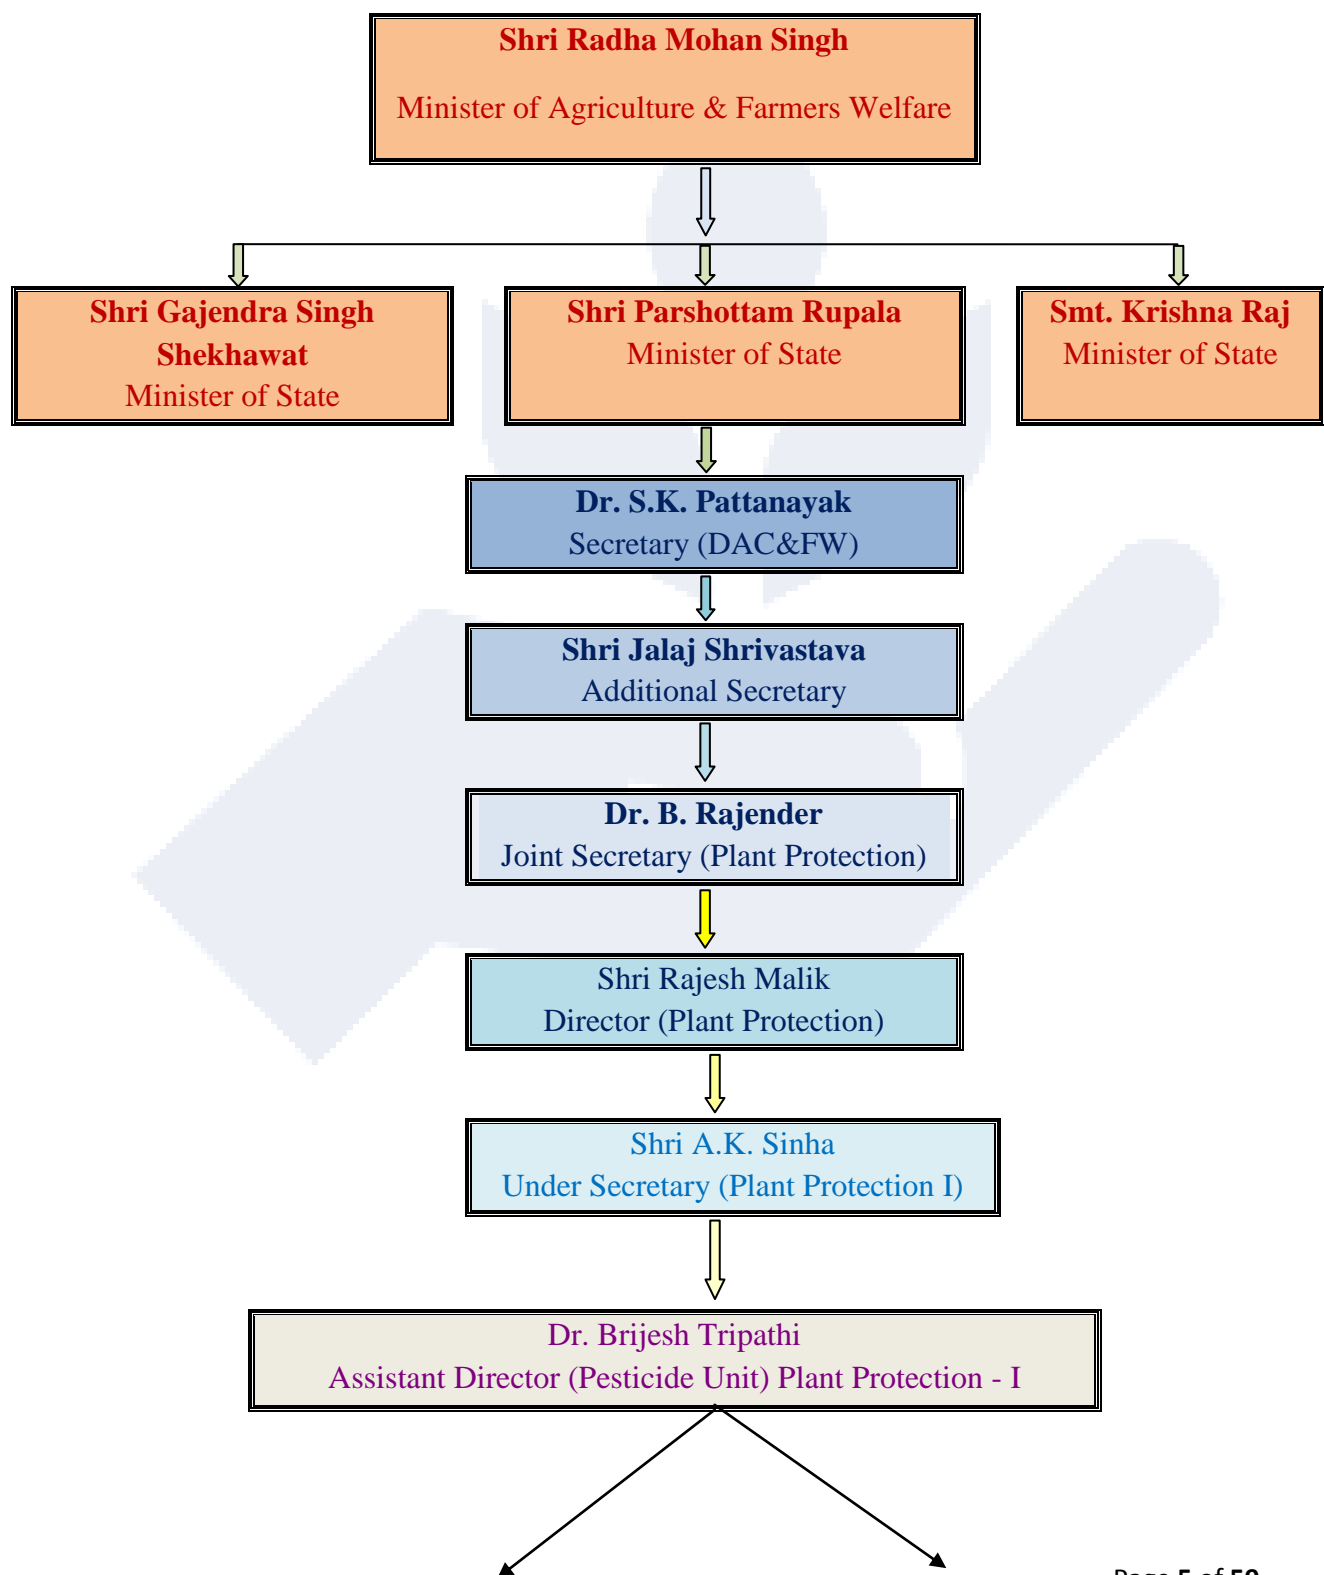 Shri Radha Mohan Singh
Minister of Agriculture & Farmers Welfare
Shri Gajendra Singh
Shekhawat
Minister of State
Shri Parshottam Rupala
Minister of State
Smt. Krishna Raj
Minister of State
Dr. S.K. Pattanayak
Secretary (DAC&FW)
Shri Jalaj Shrivastava
Additional Secretary
Dr. B. Rajender
Joint Secretary (Plant Protection)
Shri Rajesh Malik
Director (Plant Protection)
Shri A.K. Sinha
Under Secretary (Plant Protection I)
Dr. Brijesh Tripathi
Assistant Director (Pesticide Unit) Plant Protection - I
Page 5 of